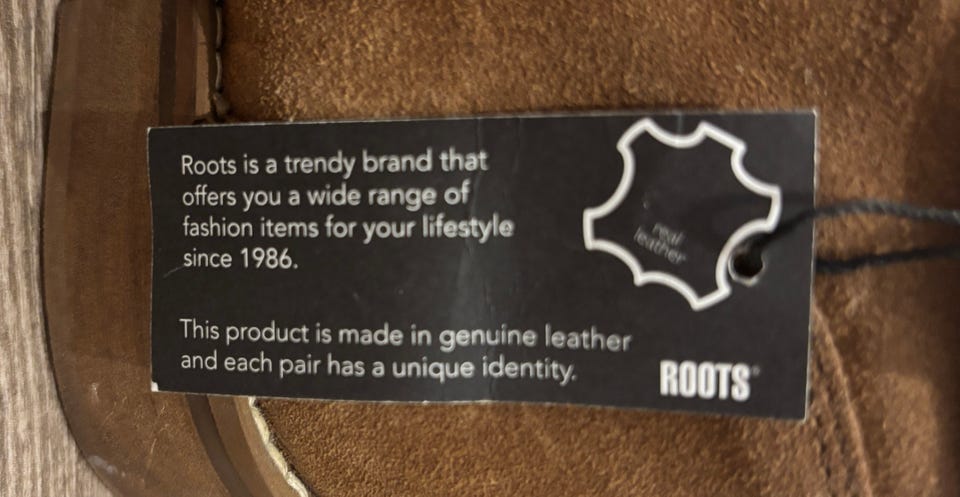 Roots is a trendy brand that
offers you a wide range of
fashion items for your lifestyle
since 1986.
real
leather
This product is made in genuine leather
and each pair has a unique identity.
ROOTS